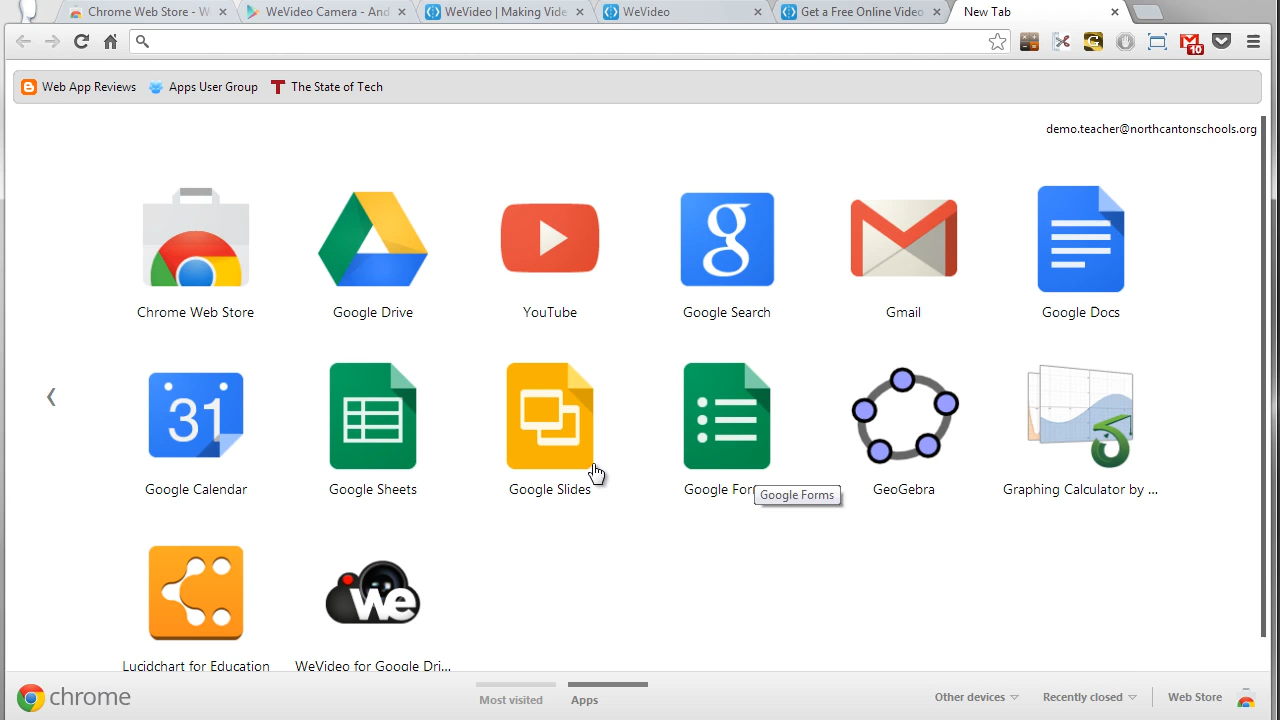 Chrome Web Store - W
WeVideo Camera - And
WeVideo | Making Vide
WeVideo
Get a Free Online Video
New Tab
10
Web App Reviews
Apps User Group
The State of Tech
demo.teacher@northcantonschools.org
Chrome Web Store
Google Drive
YouTube
Google Search
Gmail
Google Docs
31
Google Calendar
Google Sheets
Google Slides
Google For
Google Forms
GeoGebra
Graphing Calculator by ...
we
Lucidchart for Education
WeVideo for Google Dri...
chrome
Most visited
Apps
Other devices
Recently closed
Web Store